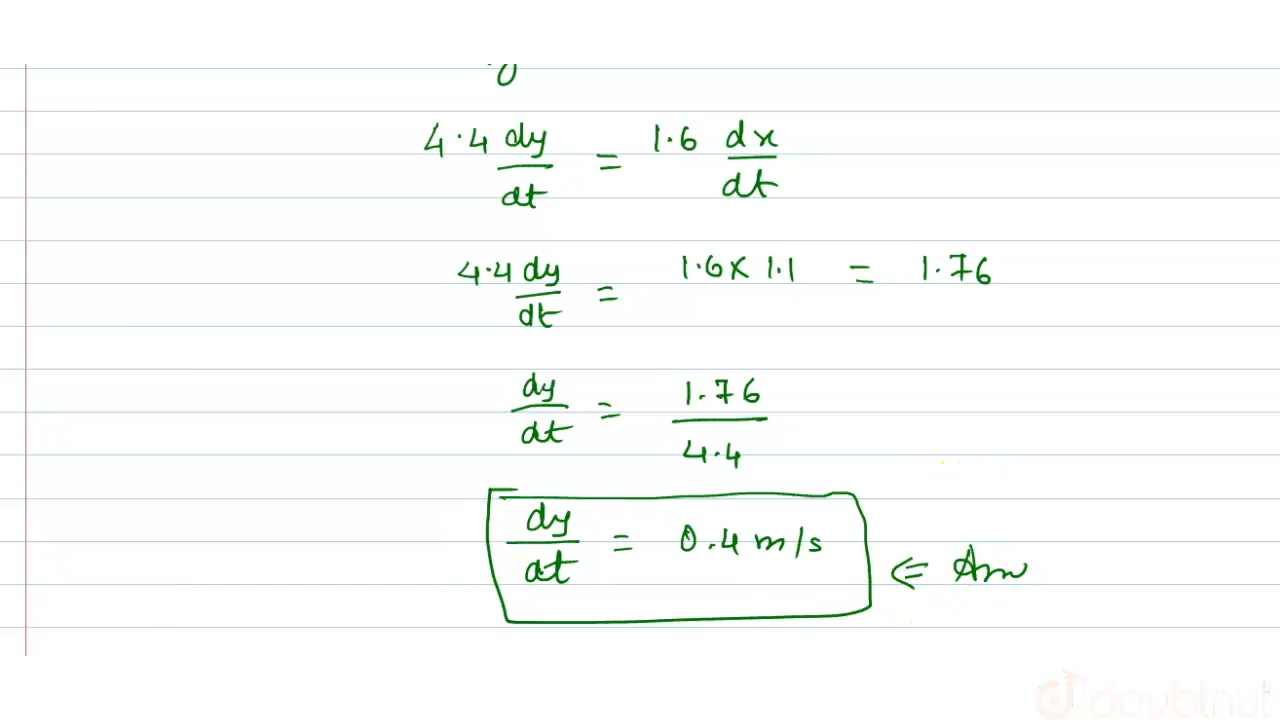 4.4 dy/dt = 1.6 dx/dt
4.4 dy/dt = 1.6 x 1.1 = 1.76
dy/dt = 1.76/4.4
dy/dt = 0.4 m/s ⇐ Ans
doubtnut